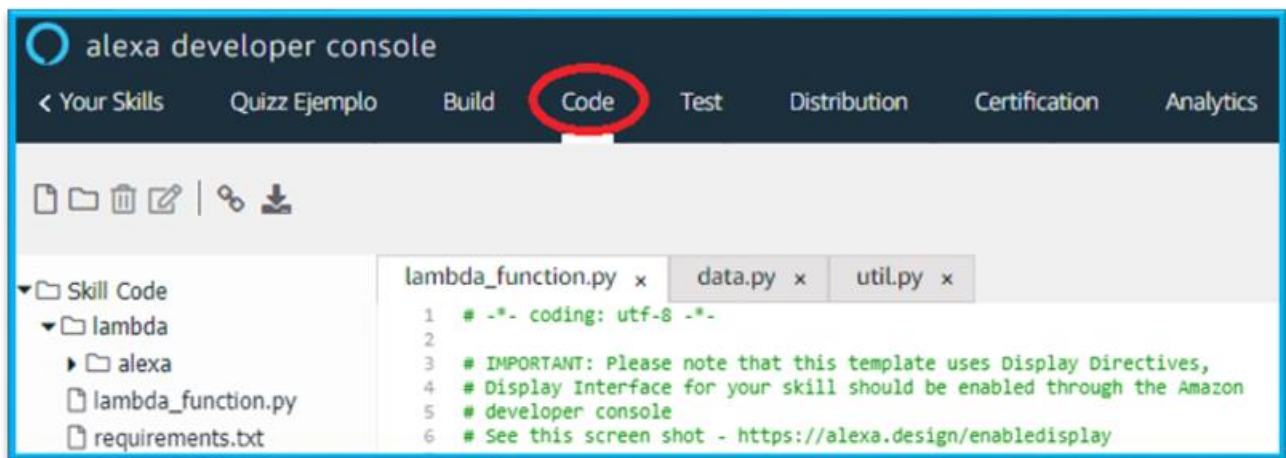 alexa developer console
< Your Skills Quizz Ejemplo Build Code Test Distribution Certification Analytics
lambda_function.py x data.py x util.py x
Skill Code
lambda
alexa
lambda_function.py
requirements.txt
1 # -*- coding: utf-8 -*-
2
3 # IMPORTANT: Please note that this template uses Display Directives,
4 # Display Interface for your skill should be enabled through the Amazon
5 # developer console
6 # See this screen shot - https://alexa.design/enabledisplay